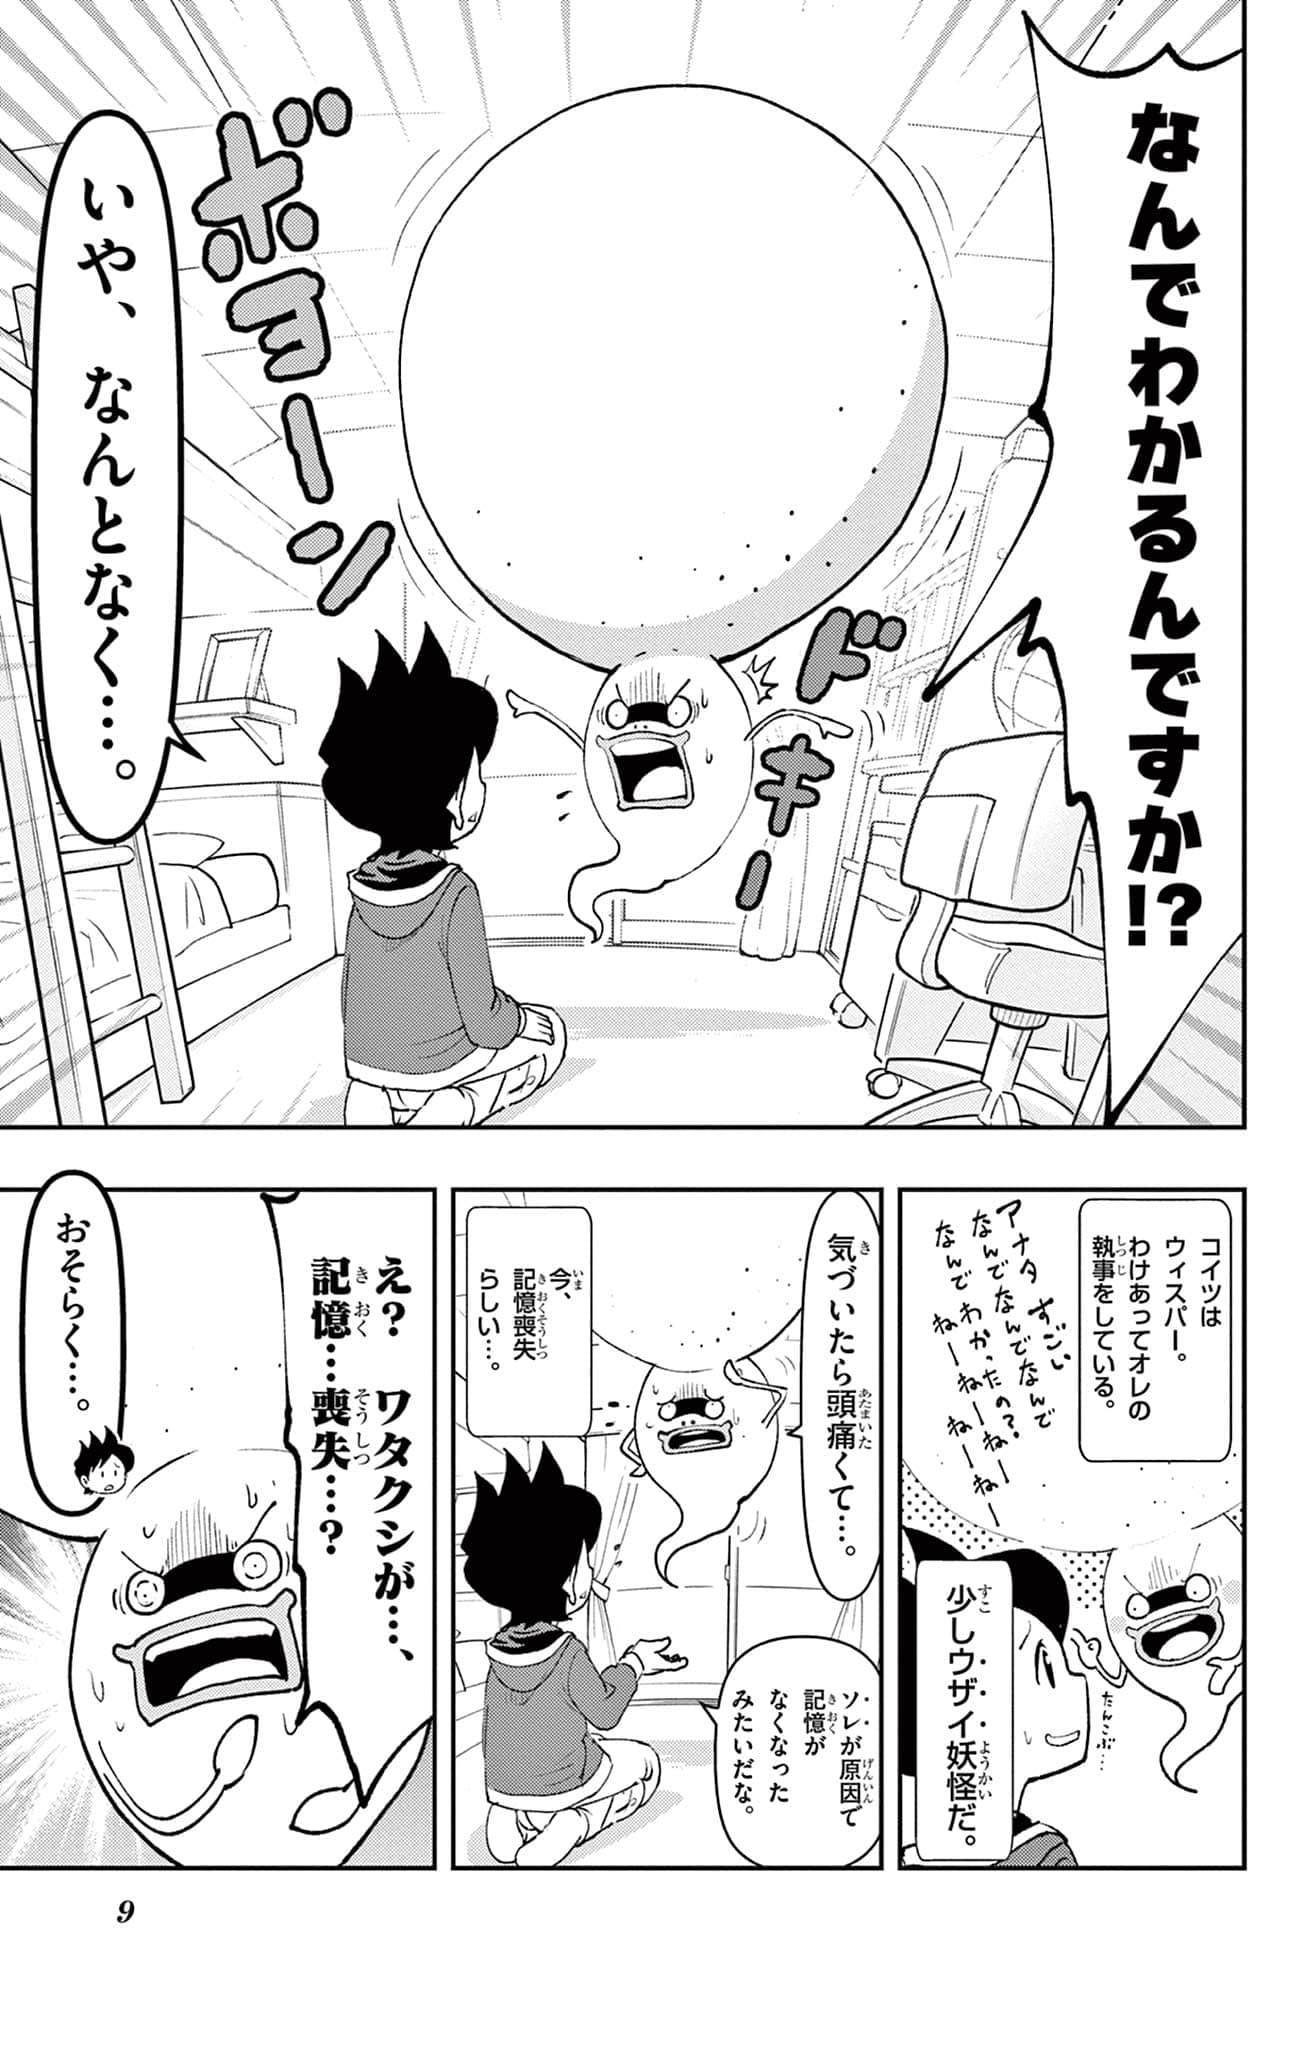 なんでわかるんですか!?
ドキー
ボヨーン
いや、なんとなく……。
コイツは
ウィスパー。
わけあってオレの
執事をしている。
アナタすごい
なんでなんでなんで
なんでわかったの?
ねーねーねーねーねー
たんこぶ…
少しウザイ妖怪だ。
気づいたら頭痛くて…。
今、
記憶喪失
らしい…。
ソレが原因で
記憶が
なくなった
みたいだな。
え? ワタクシが…、
記憶…喪失…?
おそらく…。
9